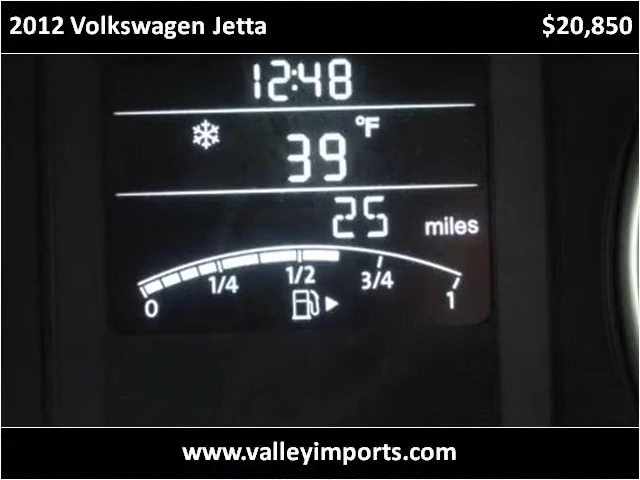 2012 Volkswagen Jetta $20,850
12:48
°F
39
25 miles
0 1/4 1/2 3/4 1
www.valleyimports.com